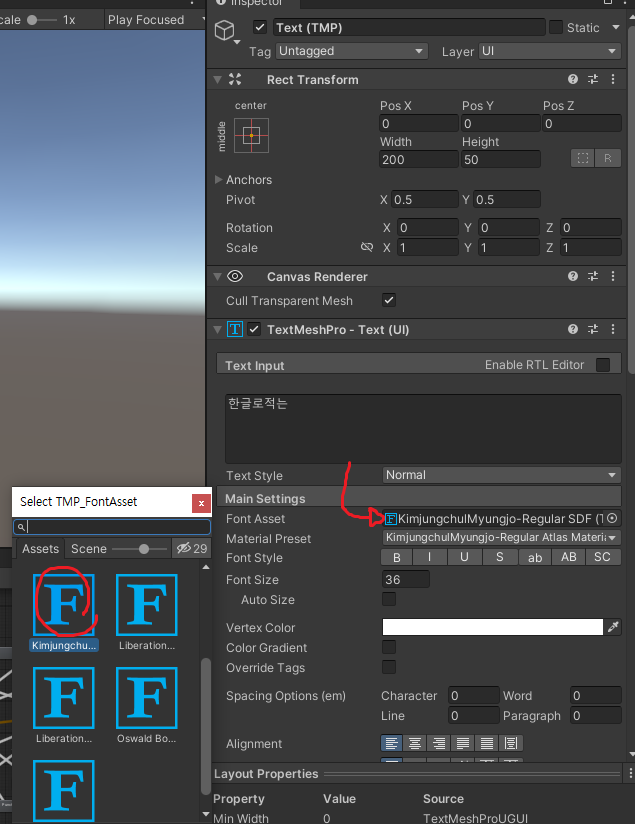 Inspector
cale 1x Play Focused
Text (TMP) Static
Tag Untagged Layer UI
Rect Transform
center
middle
Pos X Pos Y Pos Z
0 0 0
Width Height
200 50
R
Anchors
Pivot X 0.5 Y 0.5
Rotation X 0 Y 0 Z 0
Scale X 1 Y 1 Z 1
Canvas Renderer
Cull Transparent Mesh
T TextMeshPro - Text (UI)
Text Input Enable RTL Editor
한글로적는
Text Style Normal
Main Settings
Font Asset F KimjungchulMyungjo-Regular SDF (T
Material Preset KimjungchulMyungjo-Regular Atlas Materia
Font Style B I U S ab AB SC
Font Size 36
Auto Size
Vertex Color
Color Gradient
Override Tags
Spacing Options (em) Character 0 Word 0
Line 0 Paragraph 0
Alignment
Layout Properties
Property Value Source
Min Width 0 TextMeshProUGUI
Select TMP_FontAsset x
Assets Scene 29
F F
Kimjungchu... Liberation...
F F
Liberation... Oswald Bo...
F